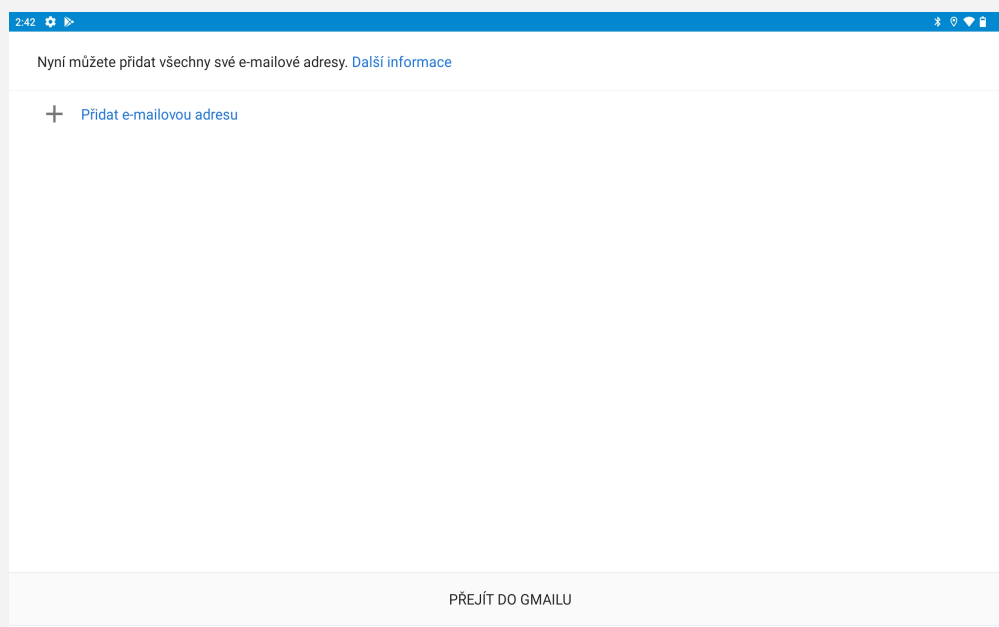 2:42
Nyní můžete přidat všechny své e-mailové adresy. Další informace
Přidat e-mailovou adresu
PŘEJÍT DO GMAILU